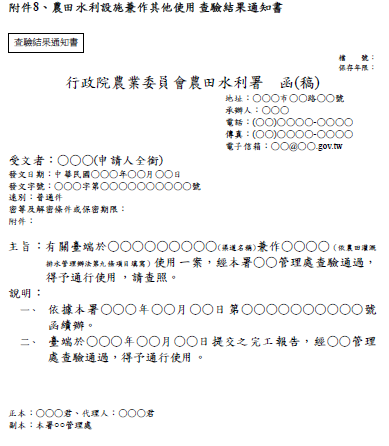 附件8、農田水利設施兼作其他使用查驗結果通知書
查驗結果通知書
檔　　號：
保存年限：
行政院農業委員會農田水利署　函(稿)
地址：○○○市○○路○○號
承辦人：○○○
電話：(○○)○○○○-○○○○
傳真：(○○)○○○○-○○○○
電子信箱：○○@○○.gov.tw
受文者：○○○(申請人全銜)
發文日期：中華民國○○○年○○月○○日
發文字號：○○○字第○○○○○○○○○○號
速別：普通件
密等及解密條件或保密期限：
附件：
主旨：有關臺端於○○○○○○○○○(渠道名稱)兼作○○○○(依農田灌溉
排水管理辦法第九條項目填寫)使用一案，經本署○○管理處查驗通過，
得予通行使用，請查照。
說明：
一、 依據本署○○○年○○月○○日第○○○○○○○○○○號
函續辦。
二、 臺端於○○○年○○月○○日提交之完工報告，經○○管理
處查驗通過，得予通行使用。
正本：○○○君、代理人：○○○君
副本：本署○○管理處